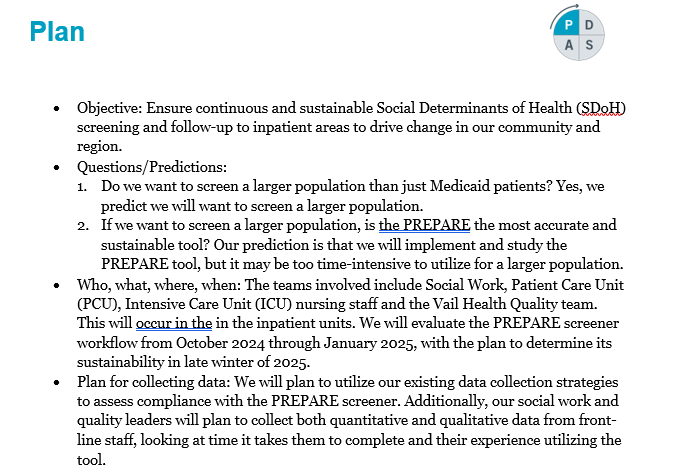 Plan
P D
A S
• Objective: Ensure continuous and sustainable Social Determinants of Health (SDoH)
screening and follow-up to inpatient areas to drive change in our community and
region.
• Questions/Predictions:
1. Do we want to screen a larger population than just Medicaid patients? Yes, we
predict we will want to screen a larger population.
2. If we want to screen a larger population, is the PREPARE the most accurate and
sustainable tool? Our prediction is that we will implement and study the
PREPARE tool, but it may be too time-intensive to utilize for a larger population.
• Who, what, where, when: The teams involved include Social Work, Patient Care Unit
(PCU), Intensive Care Unit (ICU) nursing staff and the Vail Health Quality team.
This will occur in the in the inpatient units. We will evaluate the PREPARE screener
workflow from October 2024 through January 2025, with the plan to determine its
sustainability in late winter of 2025.
• Plan for collecting data: We will plan to utilize our existing data collection strategies
to assess compliance with the PREPARE screener. Additionally, our social work and
quality leaders will plan to collect both quantitative and qualitative data from front-
line staff, looking at time it takes them to complete and their experience utilizing the
tool.